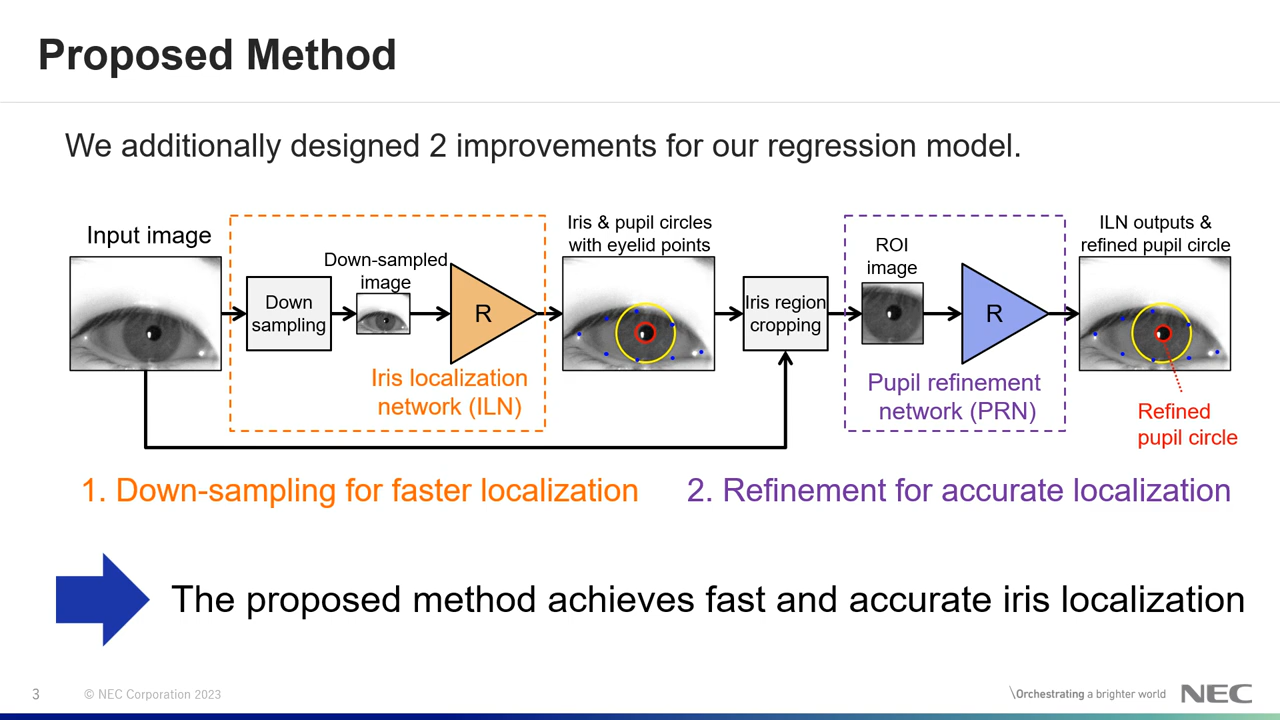 Proposed Method
We additionally designed 2 improvements for our regression model.
Input image
Down
sampling
Down-sampled
image
R
Iris localization
network (ILN)
Iris & pupil circles
with eyelid points
Iris region
cropping
ROI
image
R
Pupil refinement
network (PRN)
ILN outputs &
refined pupil circle
Refined
pupil circle
1. Down-sampling for faster localization
2. Refinement for accurate localization
The proposed method achieves fast and accurate iris localization
3
© NEC Corporation 2023
\Orchestrating a brighter world
NEC